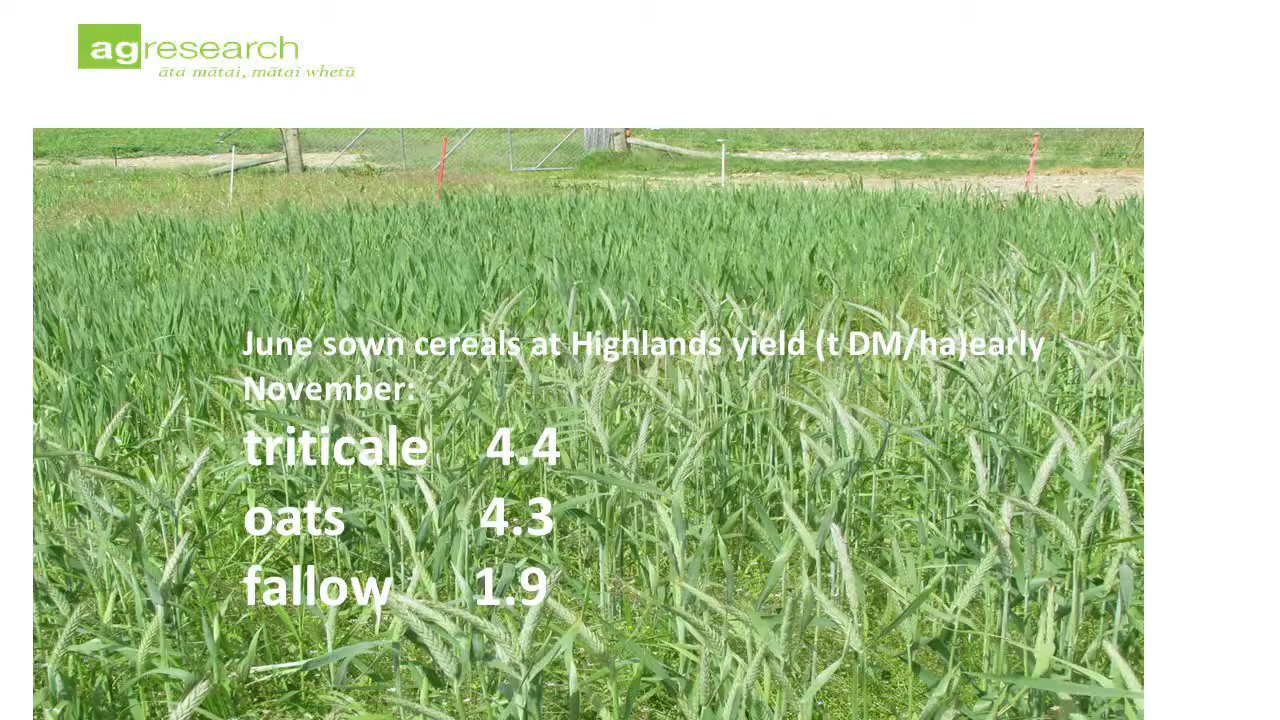 agresearch
āta mātai, mātai whetū
June sown cereals at Highlands yield (t DM/ha)early
November:
triticale 4.4
oats 4.3
fallow 1.9